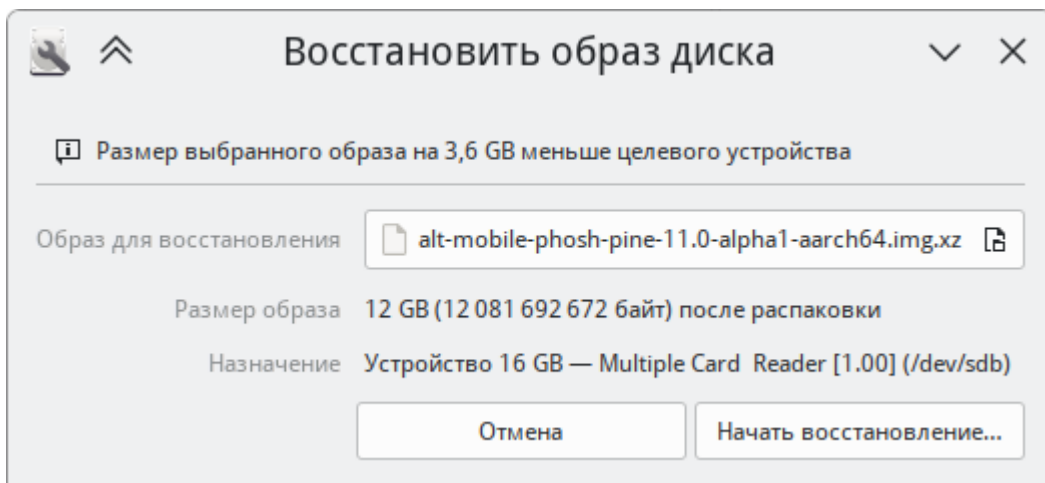 Восстановить образ диска
Размер выбранного образа на 3,6 GB меньше целевого устройства
Образ для восстановления alt-mobile-phosh-pine-11.0-alpha1-aarch64.img.xz
Размер образа 12 GB (12 081 692 672 байт) после распаковки
Назначение Устройство 16 GB — Multiple Card  Reader [1.00] (/dev/sdb)
Отмена Начать восстановление...